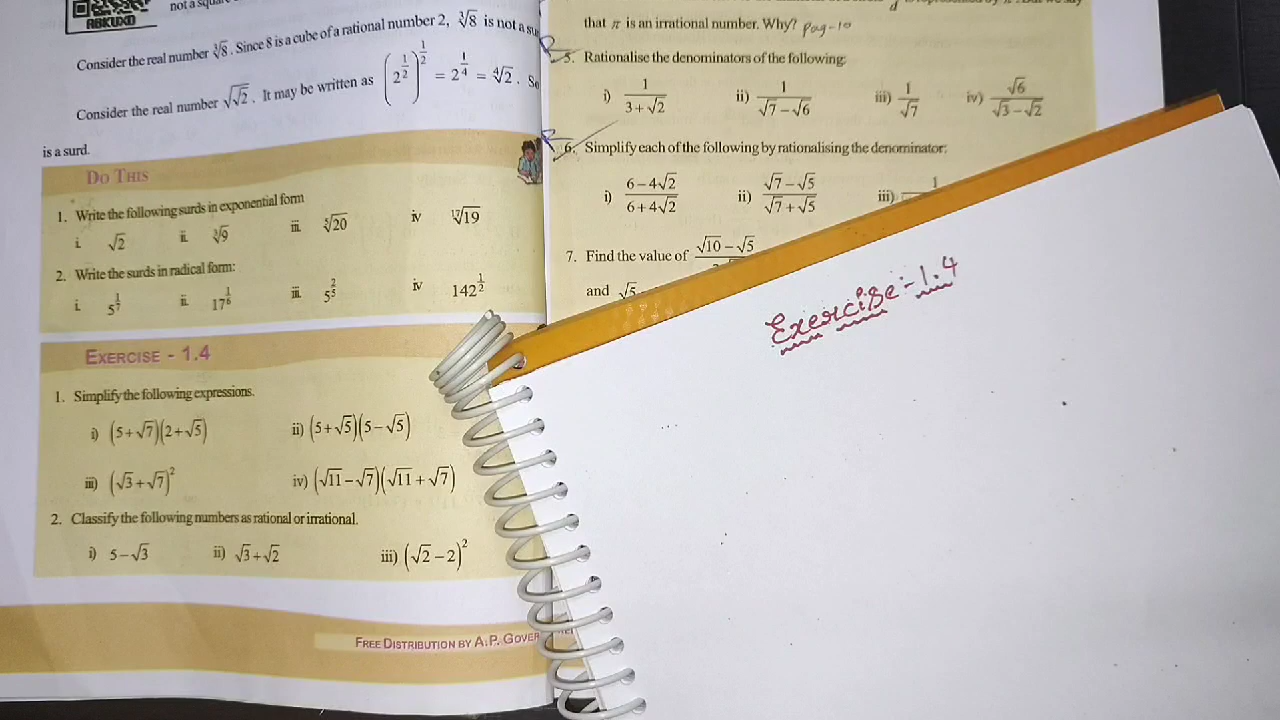 ABKUXD
not a squa
Consider the real number ∛8. Since 8 is a cube of a rational number 2, ∛8 is not a su
Consider the real number √√2. It may be written as (2^(1/2))^(1/2) = 2^(1/4) = ∜2. So
is a surd.
DO THIS
1. Write the following surds in exponential form
i. √2 ii. ∛9 iii. ⁵√20 iv ¹⁷√19
2. Write the surds in radical form:
i. 5^(1/7) ii. 17^(1/6) iii. 5^(2/5) iv 142^(1/2)
EXERCISE - 1.4
1. Simplify the following expressions.
i) (5+√7)(2+√5) ii) (5+√5)(5−√5)
iii) (√3+√7)² iv) (√11−√7)(√11+√7)
2. Classify the following numbers as rational or irrational.
i) 5−√3 ii) √3+√2 iii) (√2−2)²
FREE DISTRIBUTION BY A.P. GOVER
that π is an irrational number. Why? pag-10
5. Rationalise the denominators of the following:
i) 1/(3+√2) ii) 1/(√7−√6) iii) 1/√7 iv) √6/(√3−√2)
6. Simplify each of the following by rationalising the denominator:
i) (6−4√2)/(6+4√2) ii) (√7−√5)/(√7+√5) iii) 1
7. Find the value of √10−√5
and √5
Exercise:-1.4